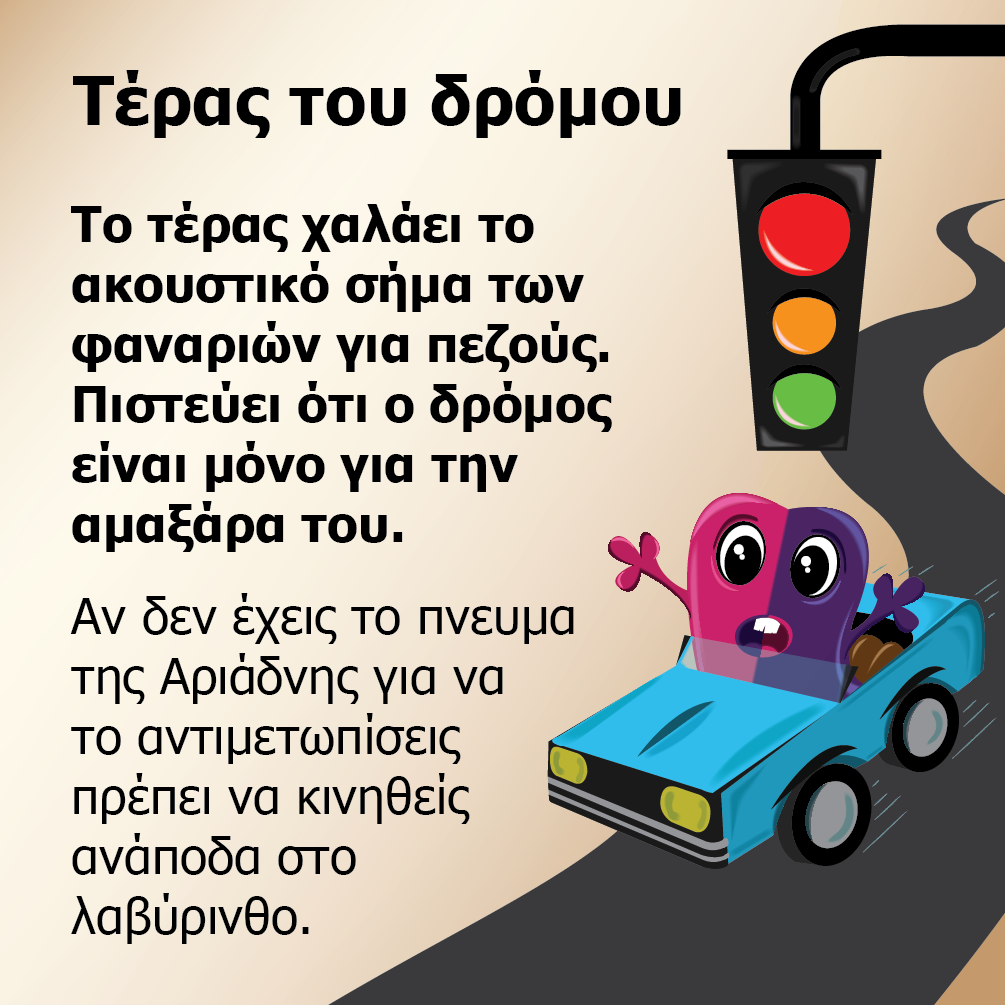 Τέρας του δρόμου
Το τέρας χαλάει το
ακουστικό σήμα των
φαναριών για πεζούς.
Πιστεύει ότι ο δρόμος
είναι μόνο για την
αμαξάρα του.
Αν δεν έχεις το πνευμα
της Αριάδνης για να
το αντιμετωπίσεις
πρέπει να κινηθείς
ανάποδα στο
λαβύρινθο.